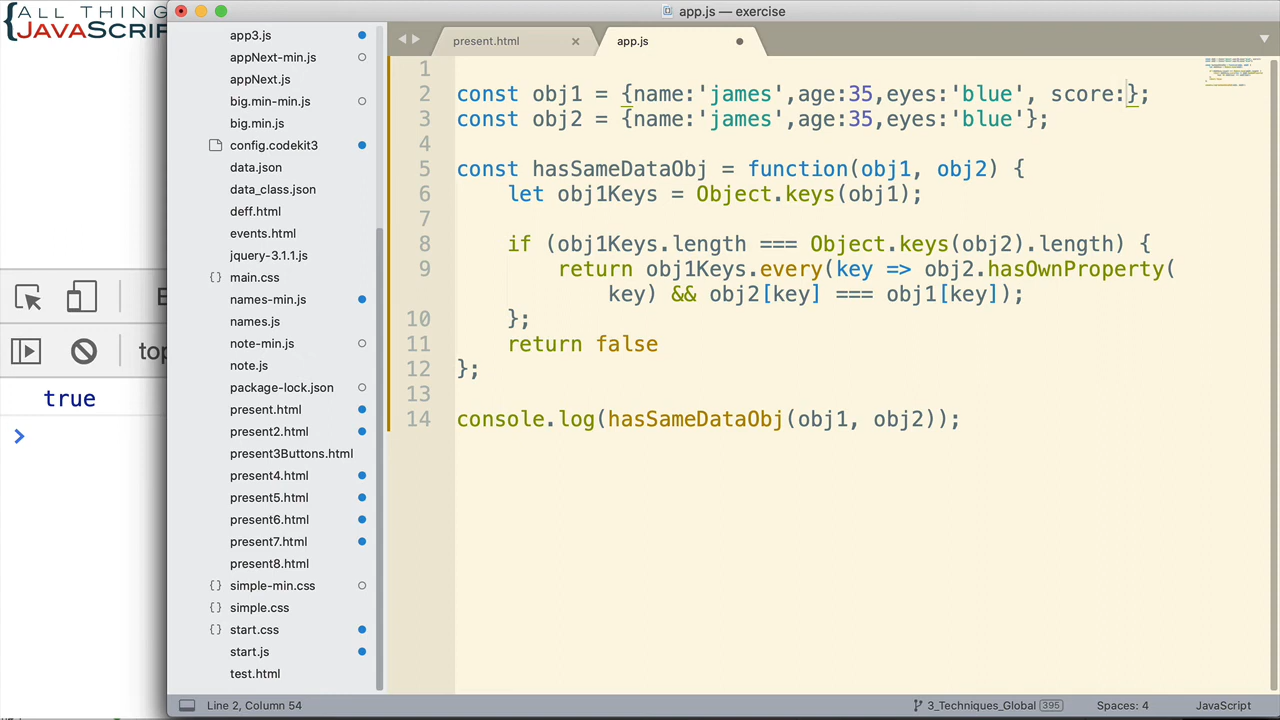 {ALL THING
JAVASCRIP
app.js — exercise
present.html ×
app.js
app3.js
appNext-min.js
appNext.js
big.min-min.js
big.min.js
config.codekit3
data.json
data_class.json
deff.html
events.html
jquery-3.1.1.js
{} main.css
names-min.js
names.js
note-min.js
note.js
package-lock.json
present.html
present2.html
present3Buttons.html
present4.html
present5.html
present6.html
present7.html
present8.html
{} simple-min.css
{} simple.css
{} start.css
start.js
test.html
top
true
>
1
2 const obj1 = {name:'james',age:35,eyes:'blue', score:};
3 const obj2 = {name:'james',age:35,eyes:'blue'};
4
5 const hasSameDataObj = function(obj1, obj2) {
6 let obj1Keys = Object.keys(obj1);
7
8 if (obj1Keys.length === Object.keys(obj2).length) {
9 return obj1Keys.every(key => obj2.hasOwnProperty(
key) && obj2[key] === obj1[key]);
10 };
11 return false
12 };
13
14 console.log(hasSameDataObj(obj1, obj2));
Line 2, Column 54
3_Techniques_Global 395
Spaces: 4
JavaScript